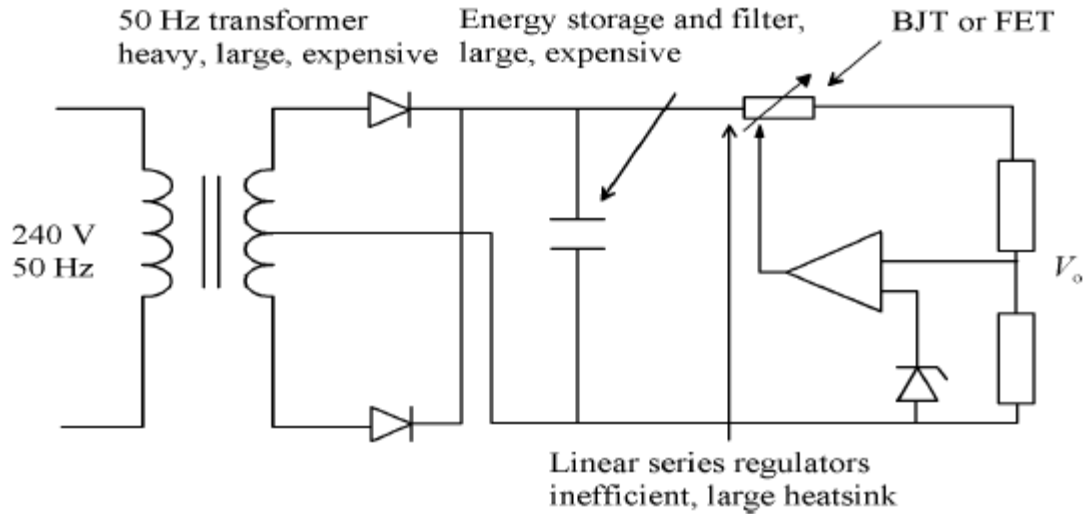 50 Hz transformer
heavy, large, expensive
Energy storage and filter,
large, expensive
BJT or FET
240 V
50 Hz
Vo
Linear series regulators
inefficient, large heatsink